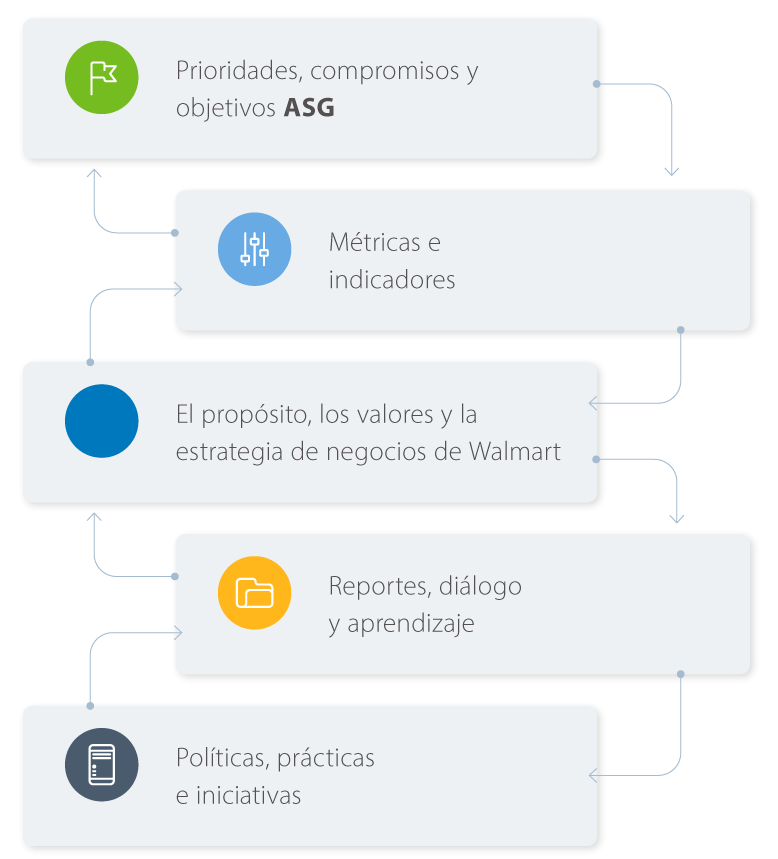 Prioridades, compromisos y
objetivos ASG
Métricas e
indicadores
El propósito, los valores y la
estrategia de negocios de Walmart
Reportes, diálogo
y aprendizaje
Políticas, prácticas
e iniciativas